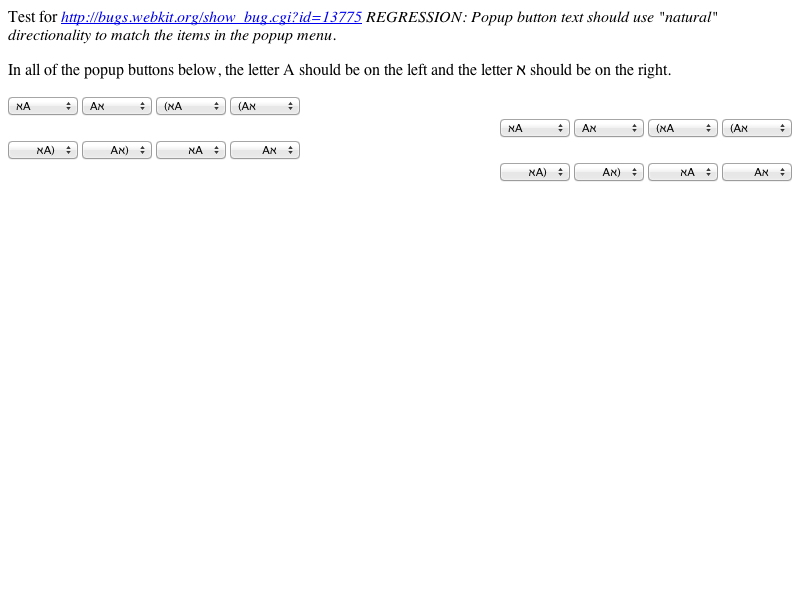 Test for http://bugs.webkit.org/show_bug.cgi?id=13775 REGRESSION: Popup button text should use "natural"
directionality to match the items in the popup menu.
In all of the popup buttons below, the letter A should be on the left and the letter א should be on the right.
אA Aא (אA (Aא
אA Aא (אA (Aא
אA) Aא) אA Aא
אA) Aא) אA Aא